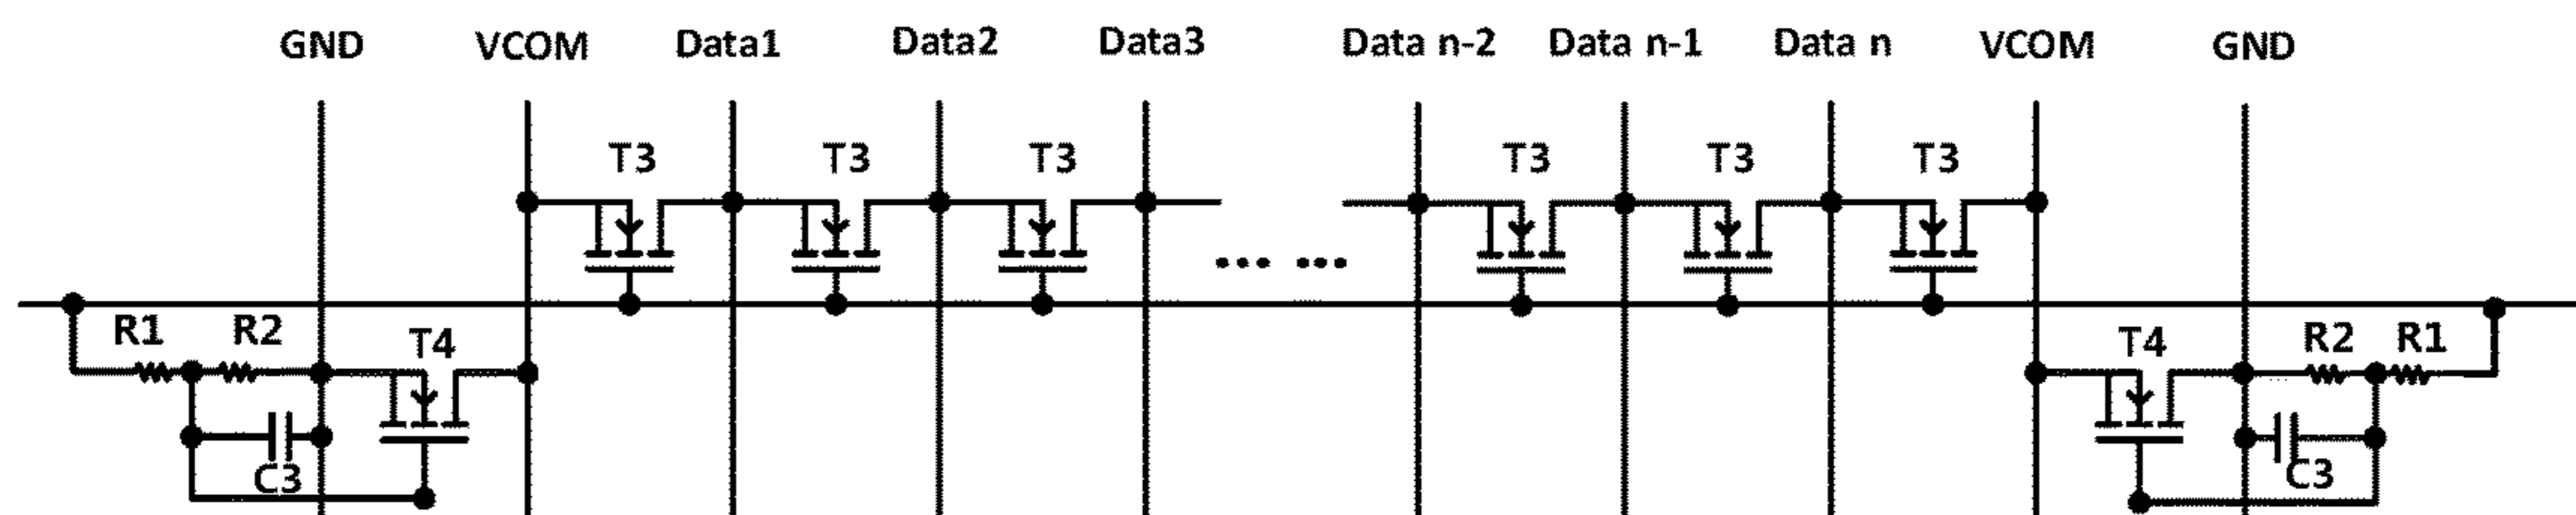 GND VCOM Data1 Data2 Data3 Data n-2 Data n-1 Data n VCOM GND
T3 T3 T3 T3 T3 T3
R1 R2 T4 T4 R2 R1
C3 C3